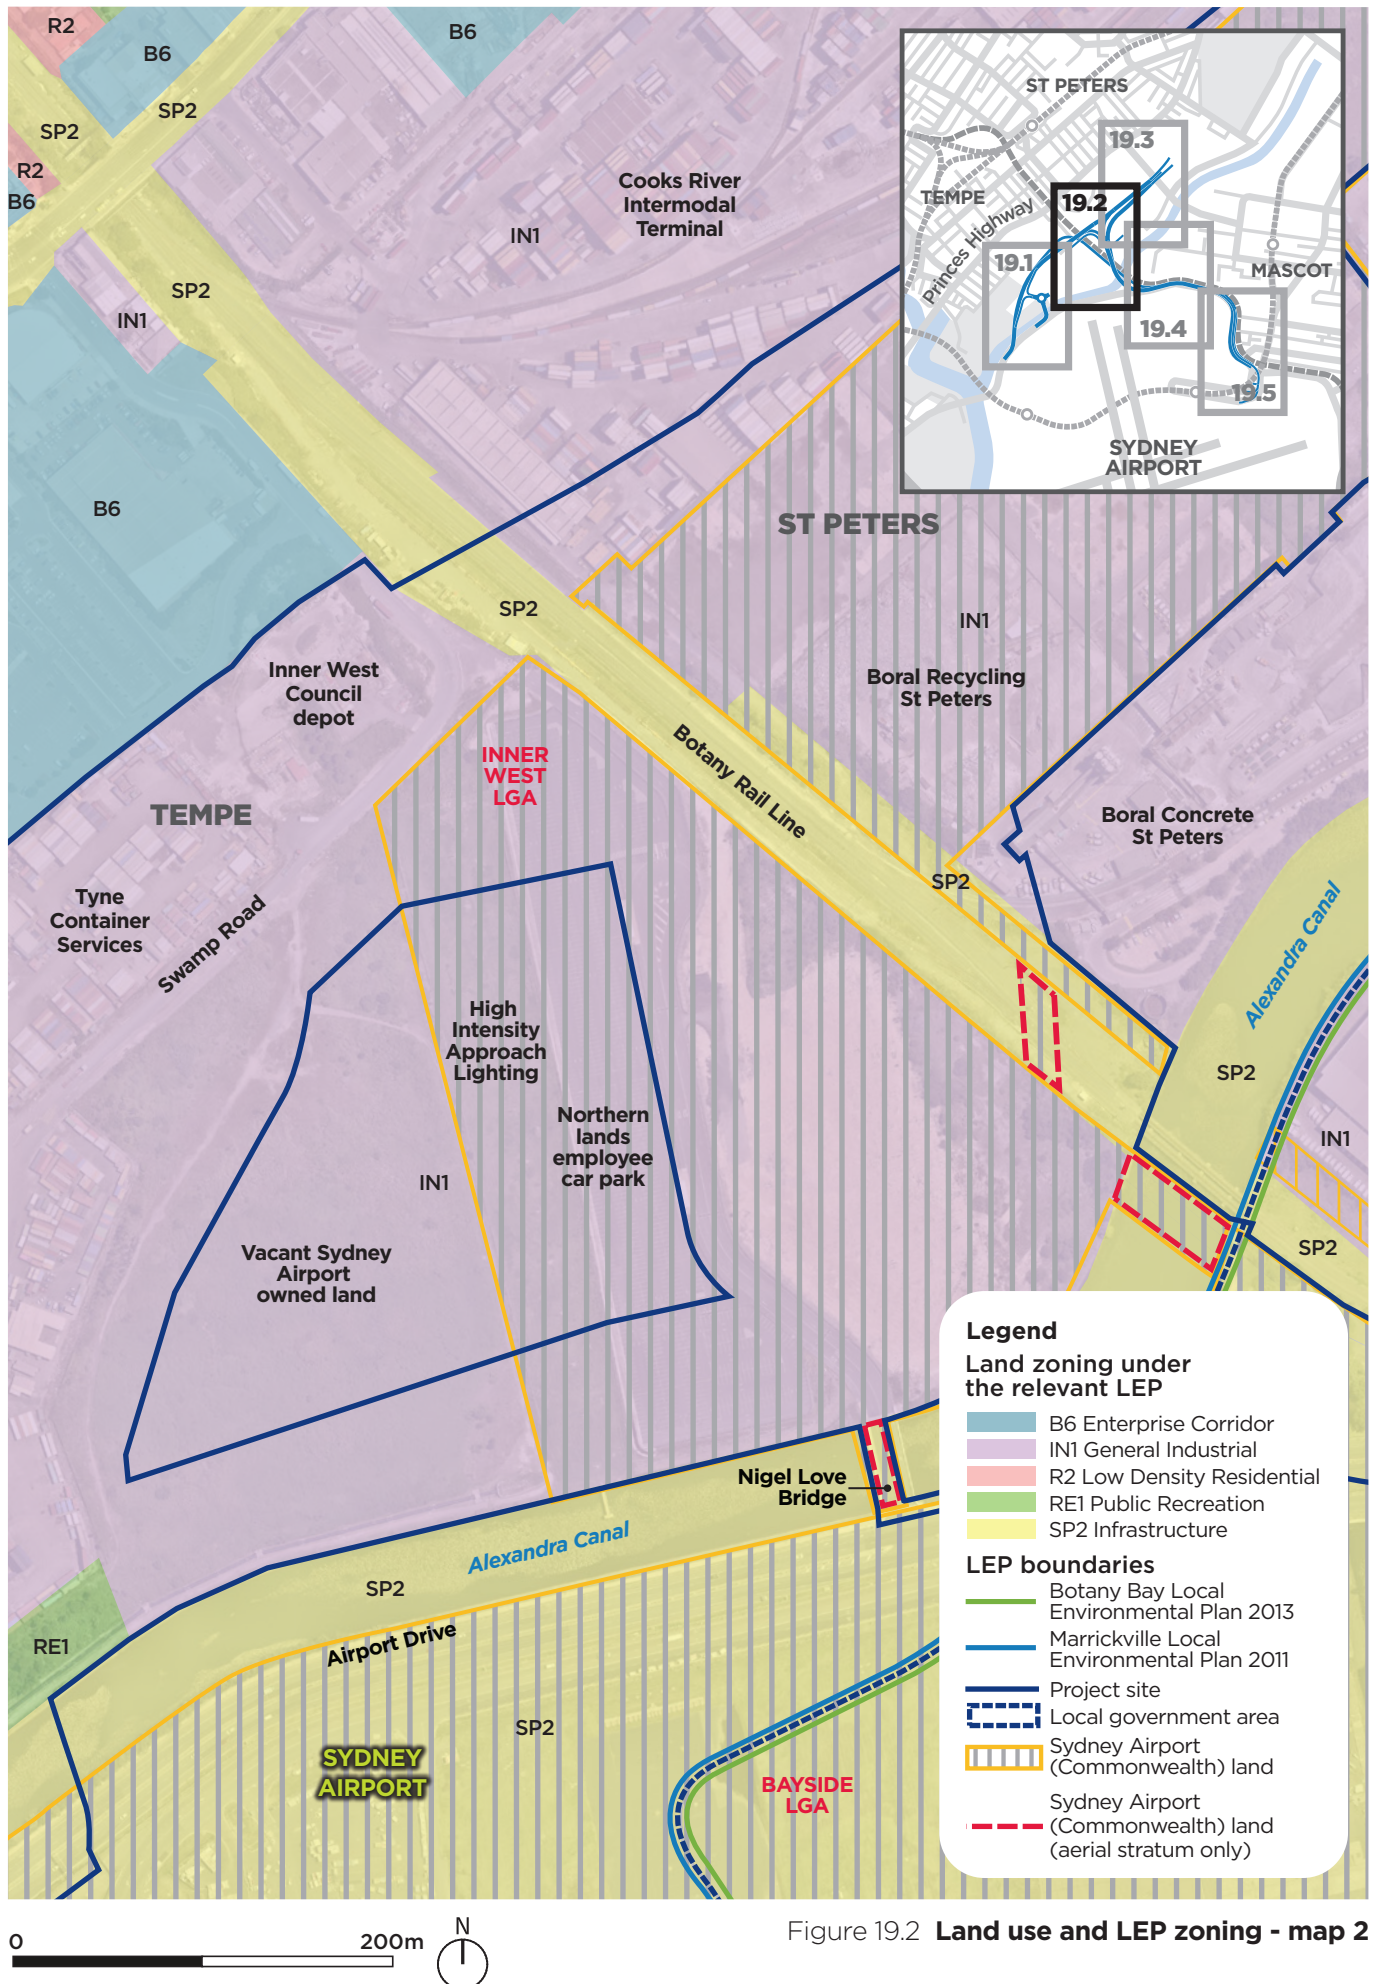 R2
B6
B6
SP2
SP2
R2
B6
SP2
IN1
Cooks River
Intermodal
Terminal
IN1
B6
ST PETERS
19.3
TEMPE
19.2
Princes Highway
19.1
MASCOT
19.4
19.5
SYDNEY
AIRPORT
ST PETERS
SP2
IN1
Inner West
Council
depot
Boral Recycling
St Peters
INNER
WEST
LGA
Botany Rail Line
TEMPE
Boral Concrete
St Peters
SP2
Tyne
Container
Services
Swamp Road
Alexandra Canal
High
Intensity
Approach
Lighting
SP2
Northern
lands
employee
car park
IN1
IN1
Vacant Sydney
Airport
owned land
SP2
Nigel Love
Bridge
Alexandra Canal
SP2
RE1
Airport Drive
SP2
SYDNEY
AIRPORT
BAYSIDE
LGA
Legend
Land zoning under
the relevant LEP
B6 Enterprise Corridor
IN1 General Industrial
R2 Low Density Residential
RE1 Public Recreation
SP2 Infrastructure
LEP boundaries
Botany Bay Local
Environmental Plan 2013
Marrickville Local
Environmental Plan 2011
Project site
Local government area
Sydney Airport
(Commonwealth) land
Sydney Airport
(Commonwealth) land
(aerial stratum only)
0 200m
N
Figure 19.2 Land use and LEP zoning - map 2